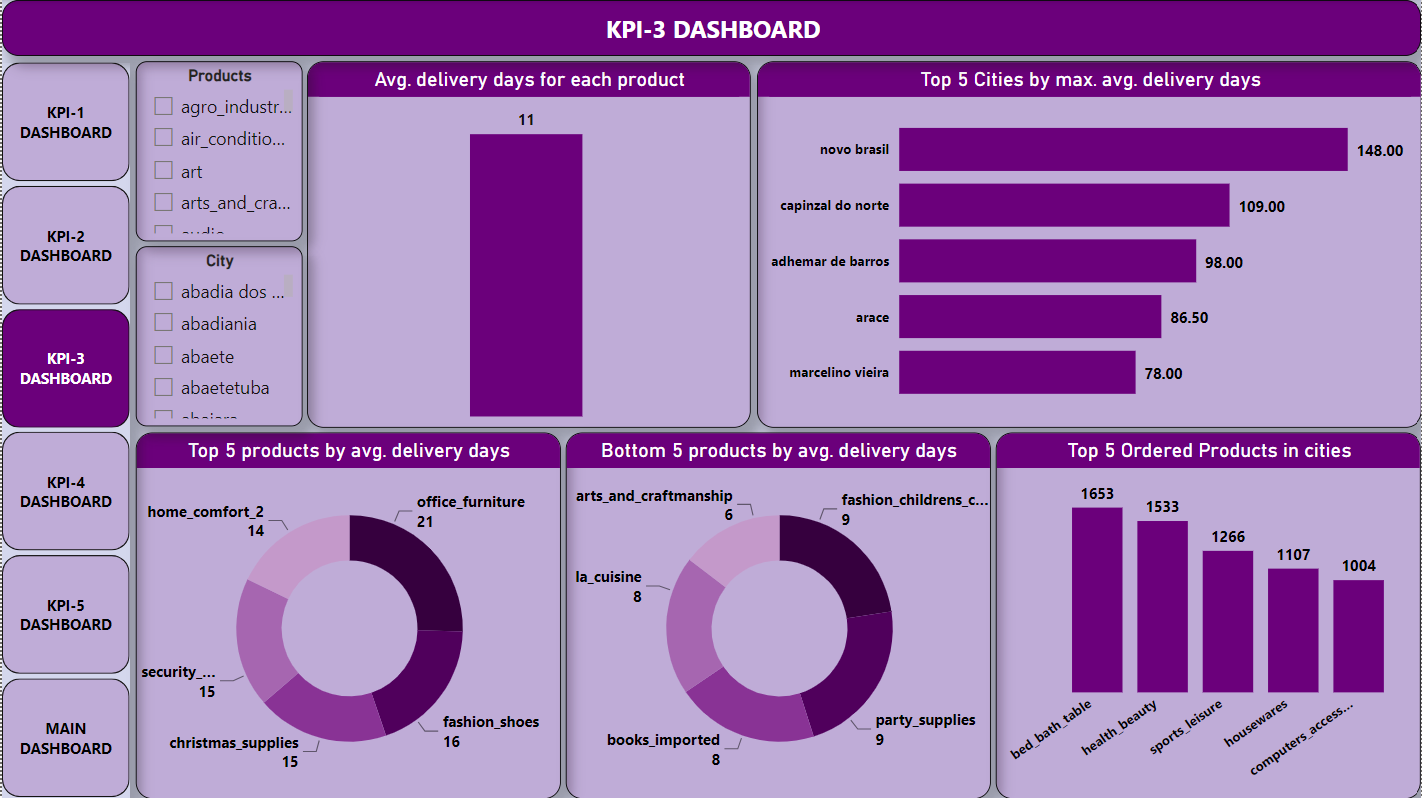 KPI-3 DASHBOARD
KPI-1
DASHBOARD
KPI-2
DASHBOARD
KPI-3
DASHBOARD
KPI-4
DASHBOARD
KPI-5
DASHBOARD
MAIN
DASHBOARD
Products
agro_industr...
air_conditio...
art
arts_and_cra...
City
abadia dos ...
abadiania
abaete
abaetetuba
Avg. delivery days for each product
11
Top 5 Cities by max. avg. delivery days
novo brasil 148.00
capinzal do norte 109.00
adhemar de barros 98.00
arace 86.50
marcelino vieira 78.00
Top 5 products by avg. delivery days
office_furniture
21
home_comfort_2
14
security_...
15
fashion_shoes
16
christmas_supplies
15
Bottom 5 products by avg. delivery days
arts_and_craftmanship
6
fashion_childrens_c...
9
la_cuisine
8
party_supplies
9
books_imported
8
Top 5 Ordered Products in cities
1653
1533
1266
1107
1004
bed_bath_table
health_beauty
sports_leisure
housewares
computers_access...